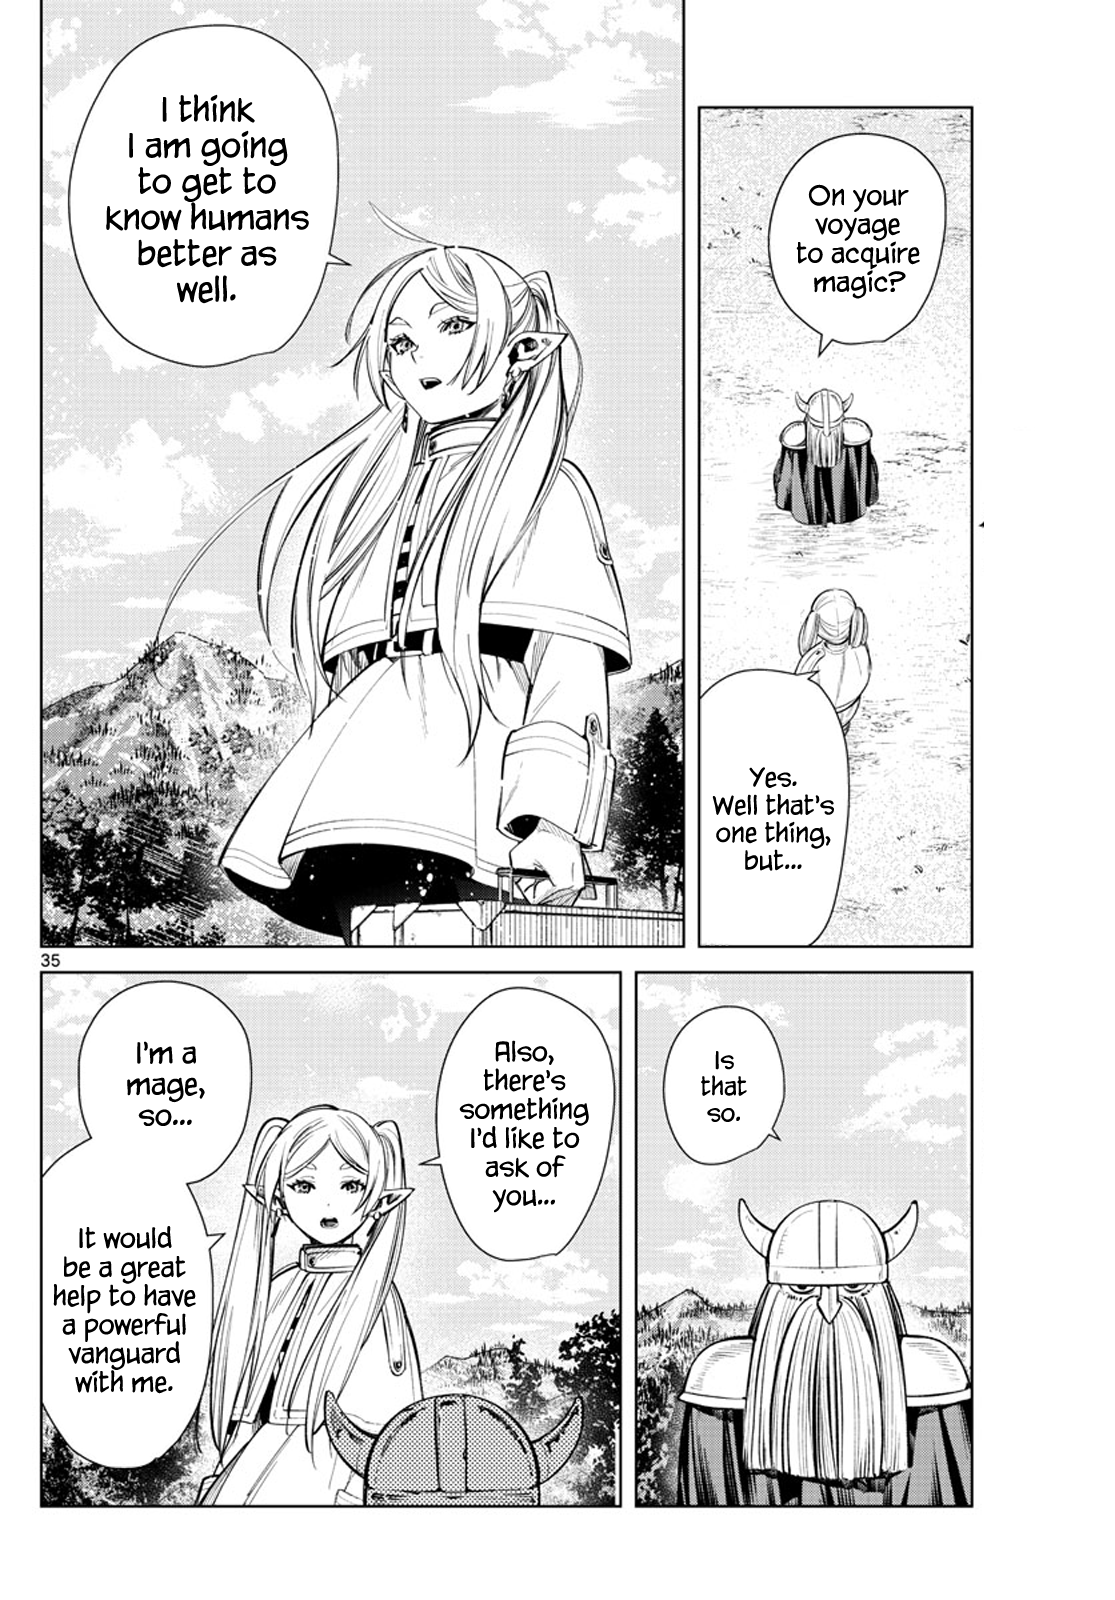 On your
voyage
to acquire
magic?
Yes.
Well that's
one thing,
but...
I think
I am going
to get to
know humans
better as
well.
Is
that
so.
Also,
there's
something
I'd like to
ask of
you...
I'm a
mage,
so...
It would
be a great
help to have
a powerful
vanguard
with me.
35